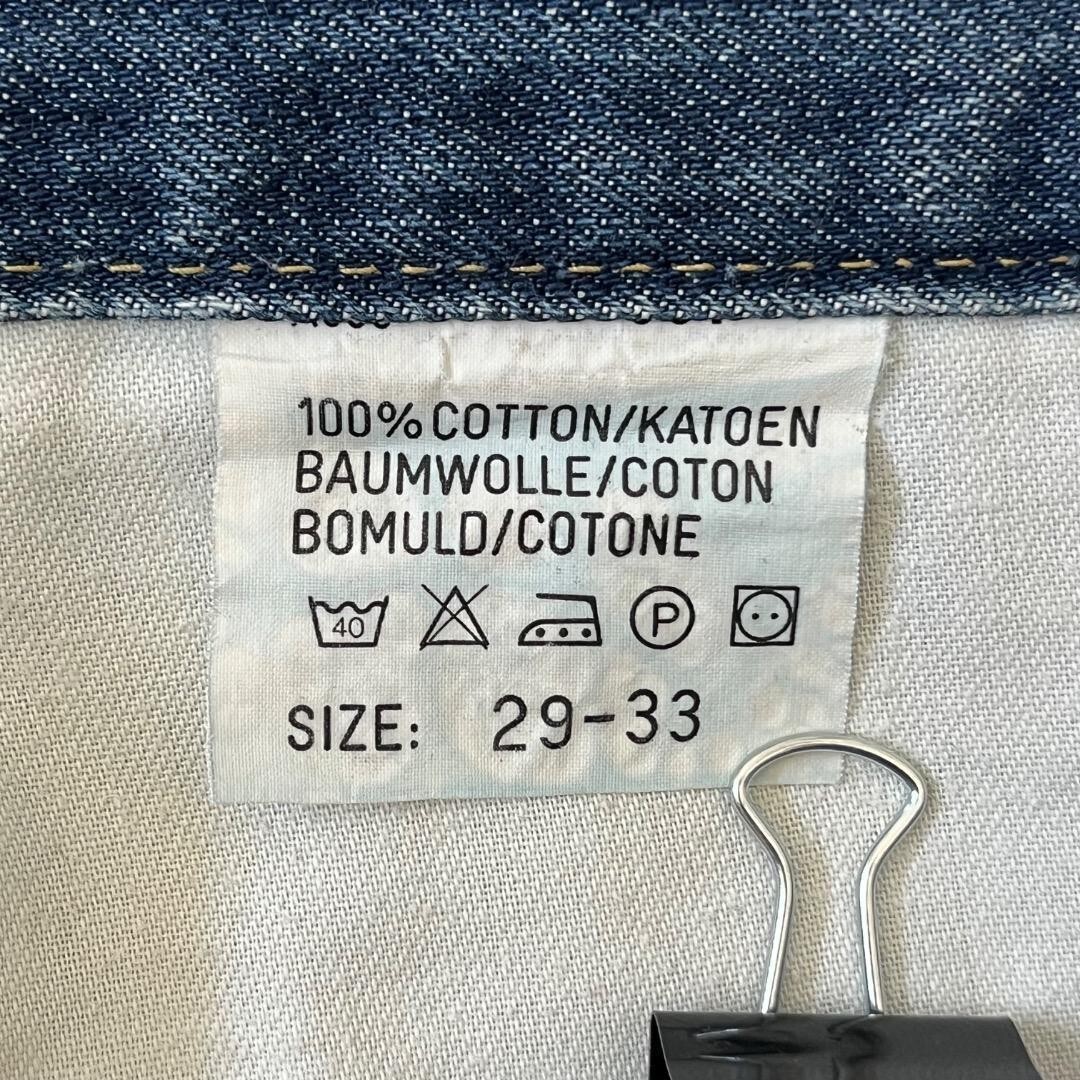 100% COTTON/KATOEN
BAUMWOLLE/COTON
BOMULD/COTONE
40 P
SIZE: 29-33